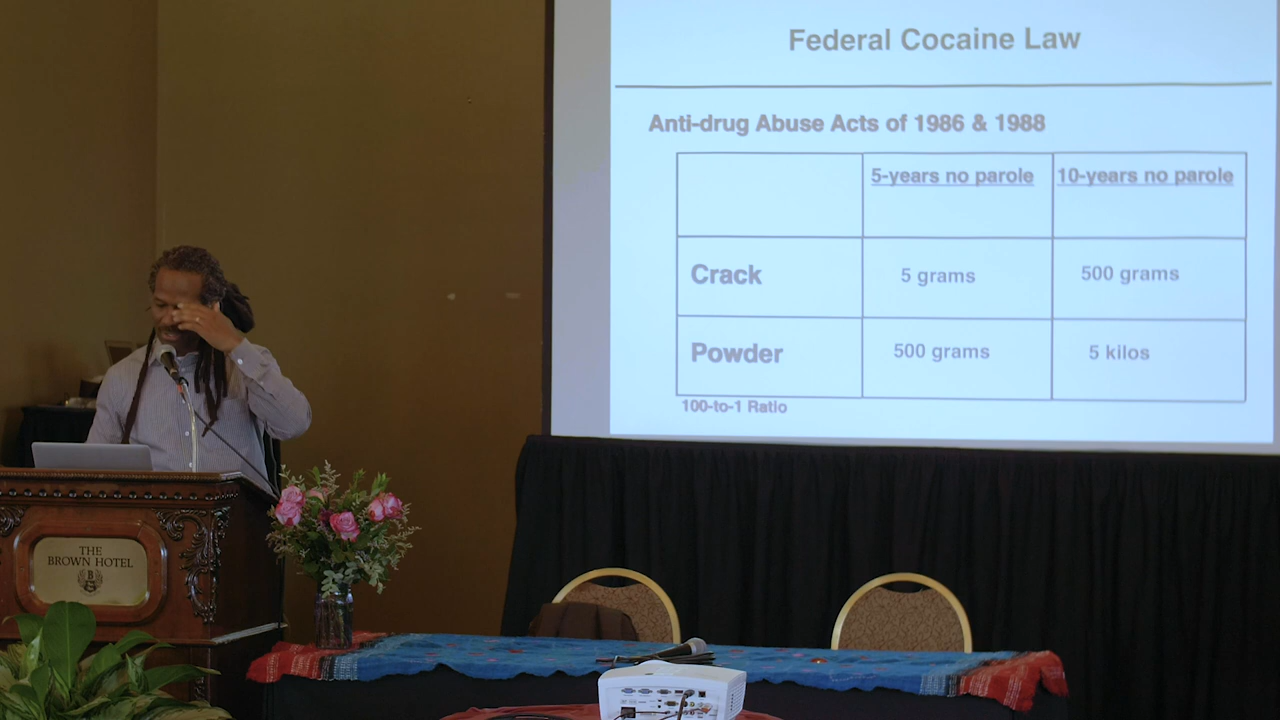 Federal Cocaine Law
Anti-drug Abuse Acts of 1986 & 1988
5-years no parole 10-years no parole
Crack 5 grams 500 grams
Powder 500 grams 5 kilos
100-to-1 Ratio
THE
BROWN HOTEL
B